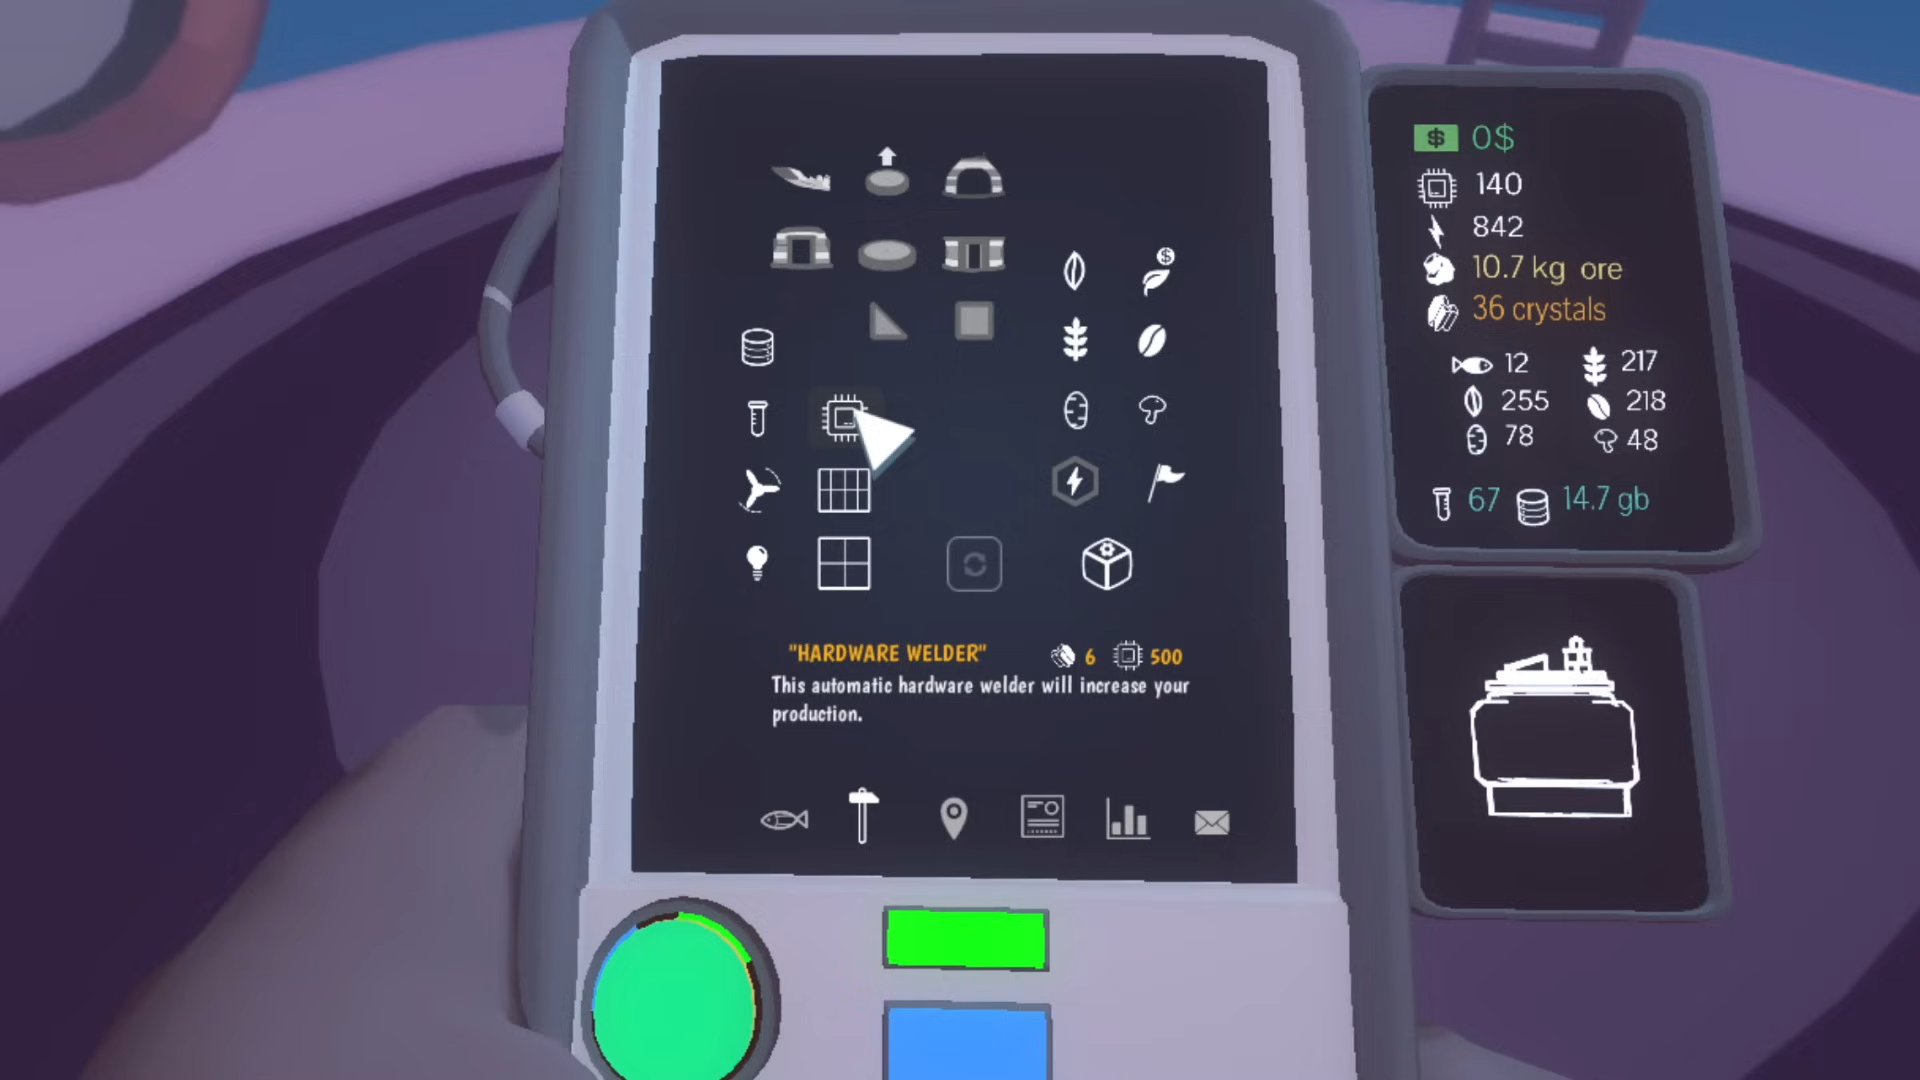 0$
140
842
10.7 kg ore
36 crystals
12 217
255 218
78 48
67 14.7 gb
"HARDWARE WELDER" 6 500
This automatic hardware welder will increase your
production.